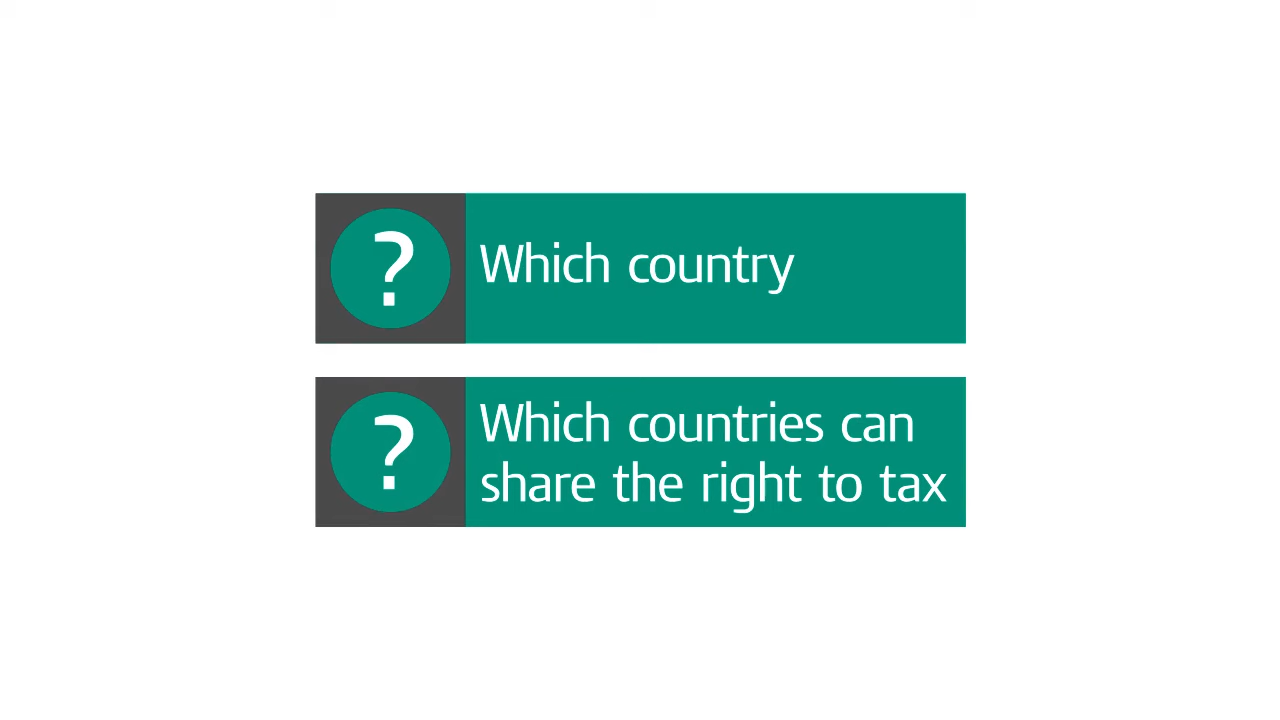 ?
Which country
?
Which countries can
share the right to tax